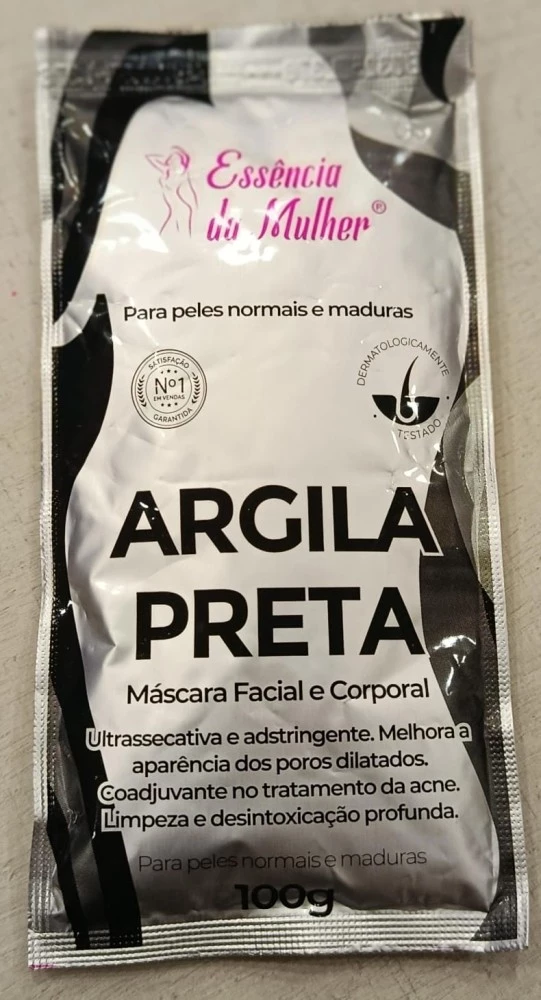 Essência
da Mulher®
Para peles normais e maduras
SATISFAÇÃO
Nº1
EM VENDAS
GARANTIDA
DERMATOLOGICAMENTE
TESTADO
ARGILA
PRETA
Máscara Facial e Corporal
Ultrassecativa e adstringente. Melhora a
aparência dos poros dilatados.
Coadjuvante no tratamento da acne.
Limpeza e desintoxicação profunda.
Para peles normais e maduras
100g